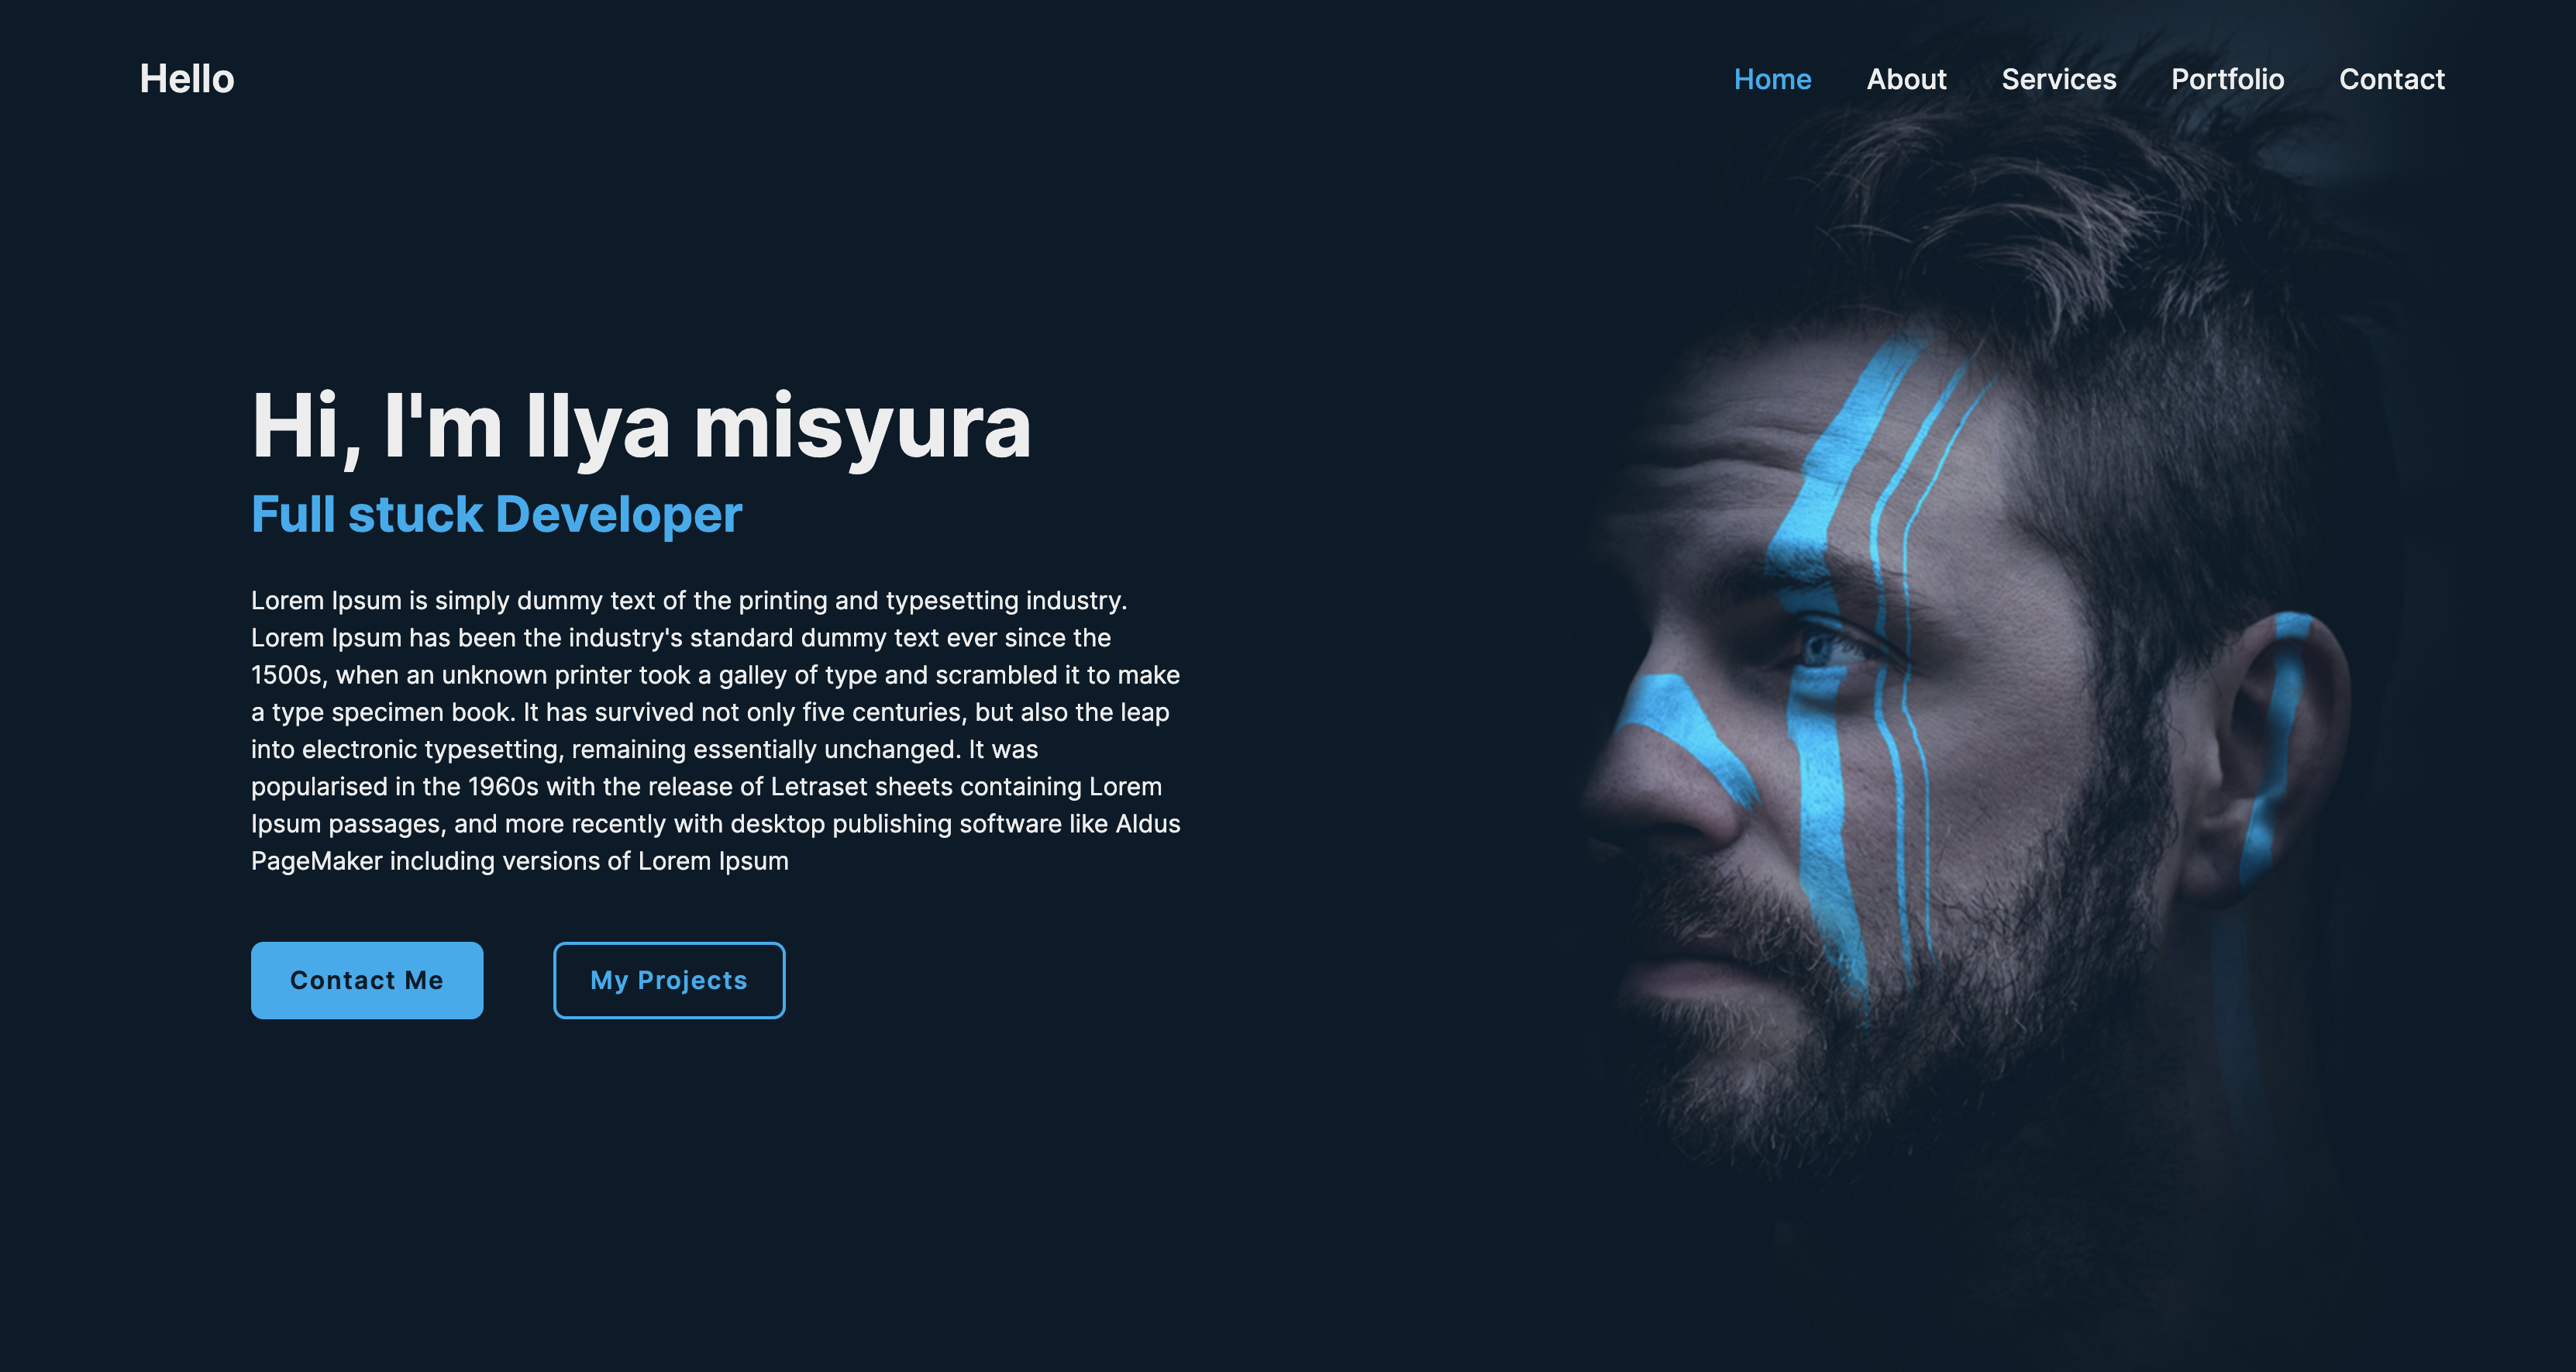 Hello
Home About Services Portfolio Contact
Hi, I'm Ilya misyura
Full stuck Developer
Lorem Ipsum is simply dummy text of the printing and typesetting industry.
Lorem Ipsum has been the industry's standard dummy text ever since the
1500s, when an unknown printer took a galley of type and scrambled it to make
a type specimen book. It has survived not only five centuries, but also the leap
into electronic typesetting, remaining essentially unchanged. It was
popularised in the 1960s with the release of Letraset sheets containing Lorem
Ipsum passages, and more recently with desktop publishing software like Aldus
PageMaker including versions of Lorem Ipsum
Contact Me
My Projects